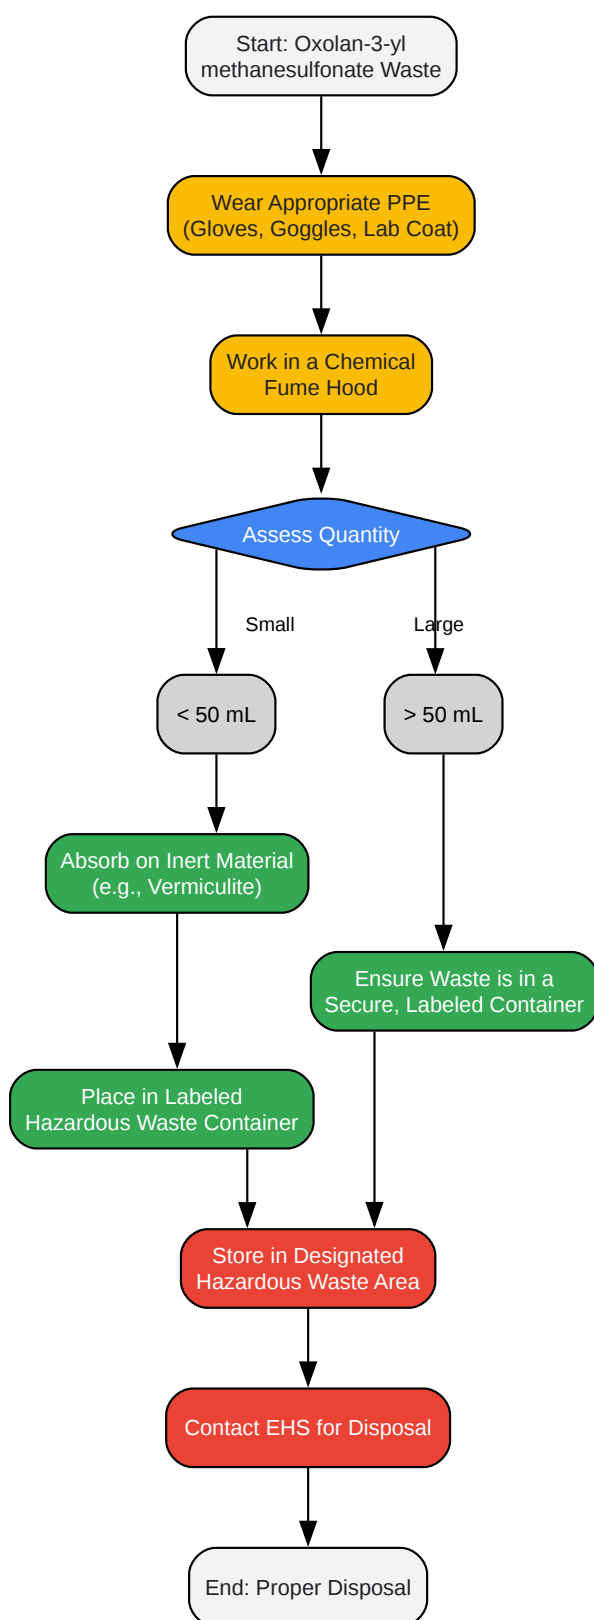 Start: Oxolan-3-yl
methanesulfonate Waste
Wear Appropriate PPE
(Gloves, Goggles, Lab Coat)
Work in a Chemical
Fume Hood
Assess Quantity
Small
Large
< 50 mL
> 50 mL
Absorb on Inert Material
(e.g., Vermiculite)
Ensure Waste is in a
Secure, Labeled Container
Place in Labeled
Hazardous Waste Container
Store in Designated
Hazardous Waste Area
Contact EHS for Disposal
End: Proper Disposal